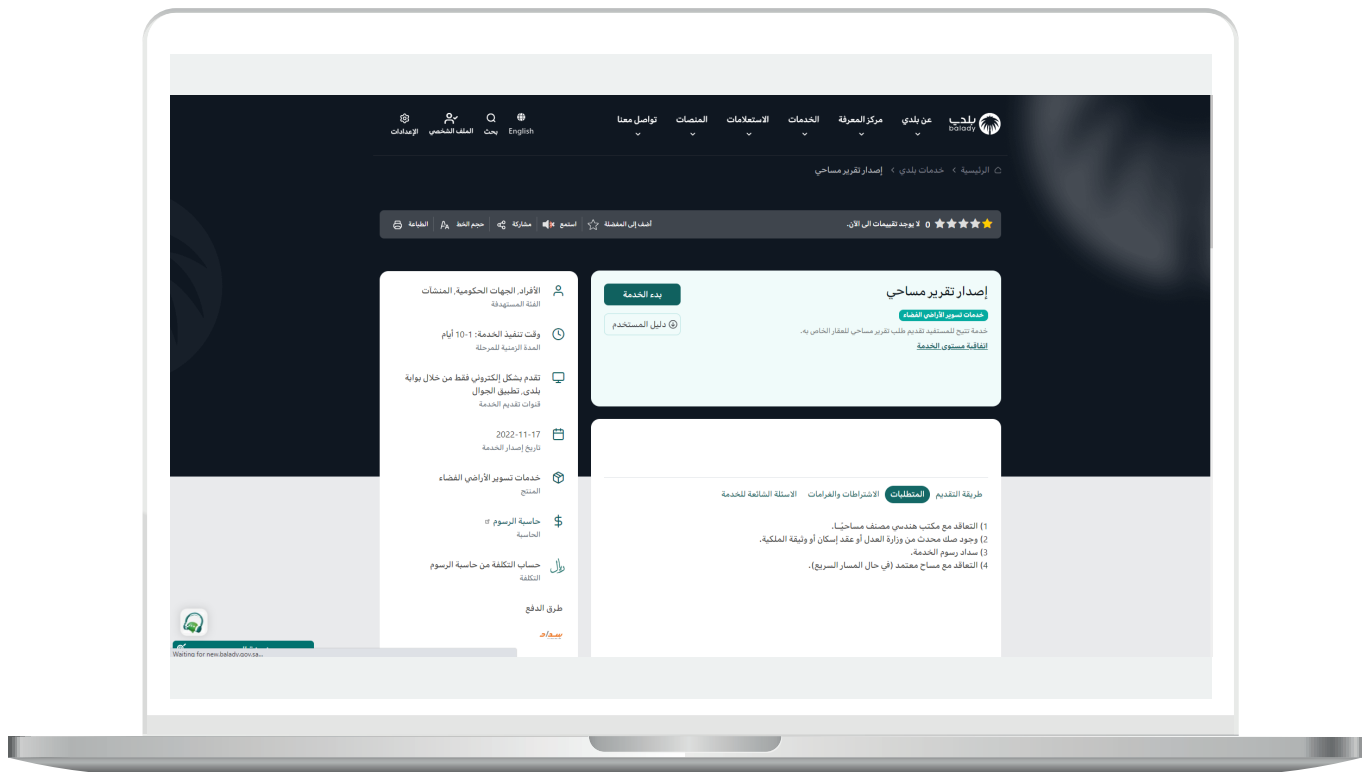 بلدي
balady
عن بلدي
مركز المعرفة
الخدمات
الاستعلامات
المنصات
تواصل معنا
English
بحث
الملف الشخصي
الإعدادات
الرئيسية > خدمات بلدي > إصدار تقرير مساحي
0 لا يوجد تقييمات الى الآن.
أضف إلى المفضلة
استمع
مشاركة
حجم الخط
الطباعة
إصدار تقرير مساحي
خدمات تسوير الأراضي الفضاء
خدمة تتيح للمستفيد تقديم طلب تقرير مساحي للعقار الخاص به.
اتفاقية مستوى الخدمة
بدء الخدمة
دليل المستخدم
طريقة التقديم
المتطلبات
الاشتراطات والغرامات
الاسئلة الشائعة للخدمة
1) التعاقد مع مكتب هندسي مصنف مساحيًـا.
2) وجود صك محدث من وزارة العدل أو عقد إسكان أو وثيقة الملكية.
3) سداد رسوم الخدمة.
4) التعاقد مع مساح معتمد (في حال المسار السريع).
الأفراد, الجهات الحكومية, المنشآت
الفئة المستهدفة
وقت تنفيذ الخدمة: 1-10 أيام
المدة الزمنية للمرحلة
تقدم بشكل إلكتروني فقط من خلال بوابة
بلدي, تطبيق الجوال
قنوات تقديم الخدمة
2022-11-17
تاريخ إصدار الخدمة
خدمات تسوير الأراضي الفضاء
المنتج
حاسبة الرسوم
الحاسبة
حساب التكلفة من حاسبة الرسوم
التكلفة
طرق الدفع
سداد
Waiting for new.balady.gov.sa...